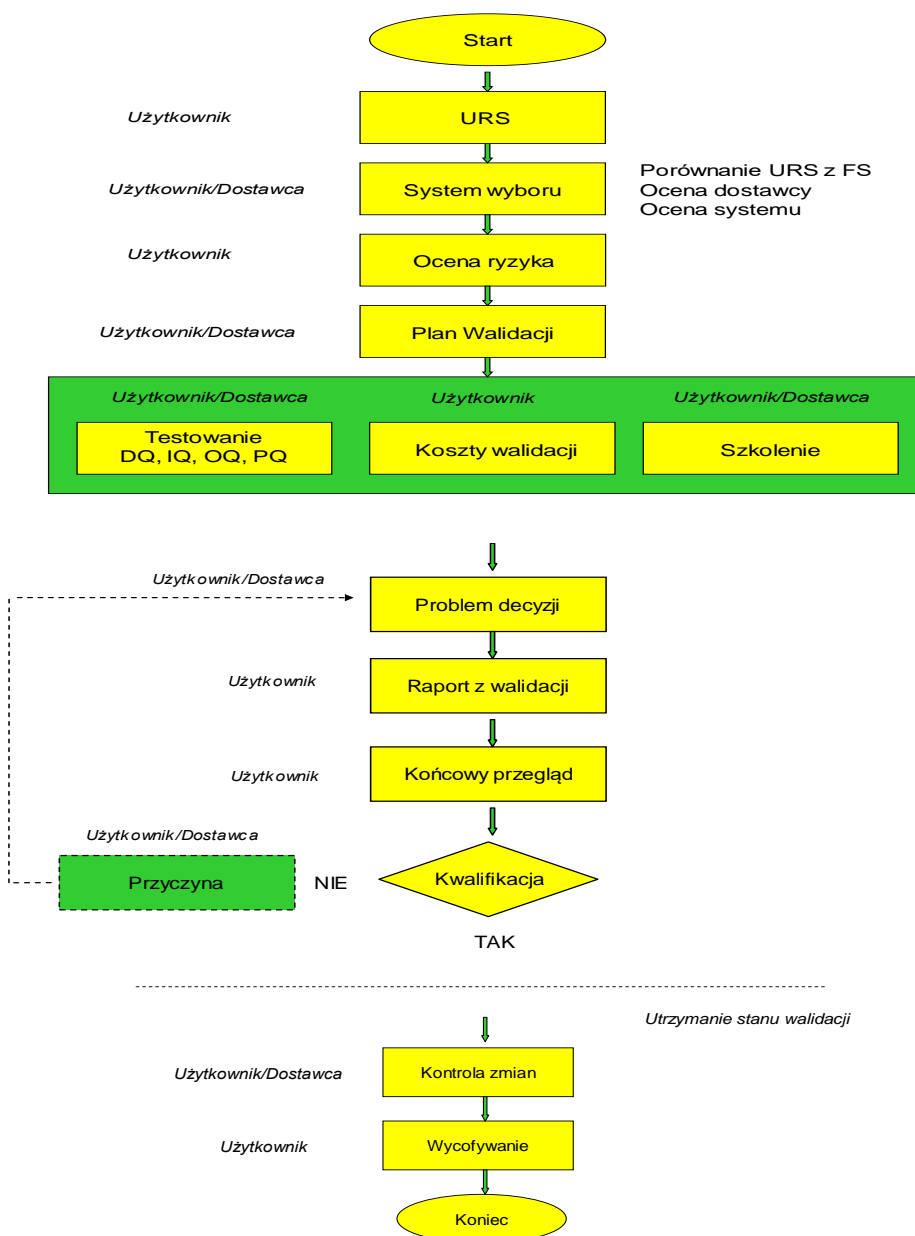 Start
Użytkownik
URS
Użytkownik/Dostawca
System wyboru
Porównanie URS z FS
Ocena dostawcy
Ocena systemu
Użytkownik
Ocena ryzyka
Użytkownik/Dostawca
Plan Walidacji
Użytkownik/Dostawca
Użytkownik
Użytkownik/Dostawca
Testowanie
DQ, IQ, OQ, PQ
Koszty walidacji
Szkolenie
Użytkownik/Dostawca
Problem decyzji
Użytkownik
Raport z walidacji
Użytkownik
Końcowy przegląd
Użytkownik/Dostawca
Przyczyna
NIE
Kwalifikacja
TAK
Utrzymanie stanu walidacji
Użytkownik/Dostawca
Kontrola zmian
Użytkownik
Wycofywanie
Koniec